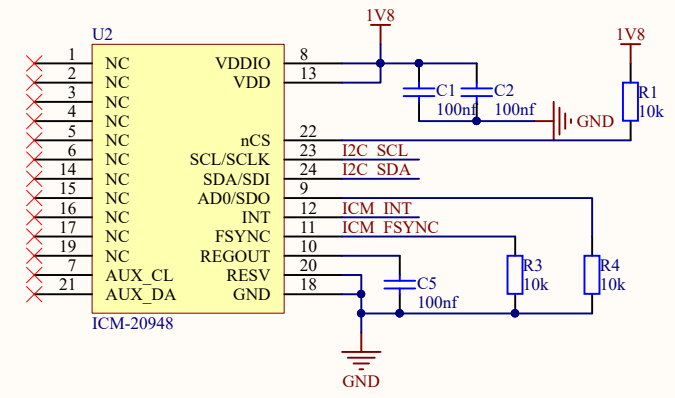 1V8
U2
1V8
1 NC VDDIO 8
2 NC VDD 13
3 NC
C1 C2 R1
4 NC
100nf 100nf GND 10k
5 NC nCS 22
6 NC SCL/SCLK 23 I2C_SCL
14 NC SDA/SDI 24 I2C_SDA
15 NC AD0/SDO 9
16 NC INT 12 ICM_INT
17 NC FSYNC 11 ICM_FSYNC
19 NC REGOUT 10
7 AUX_CL RESV 20
R3 R4
21 AUX_DA GND 18
C5 10k 10k
100nf
ICM-20948
GND